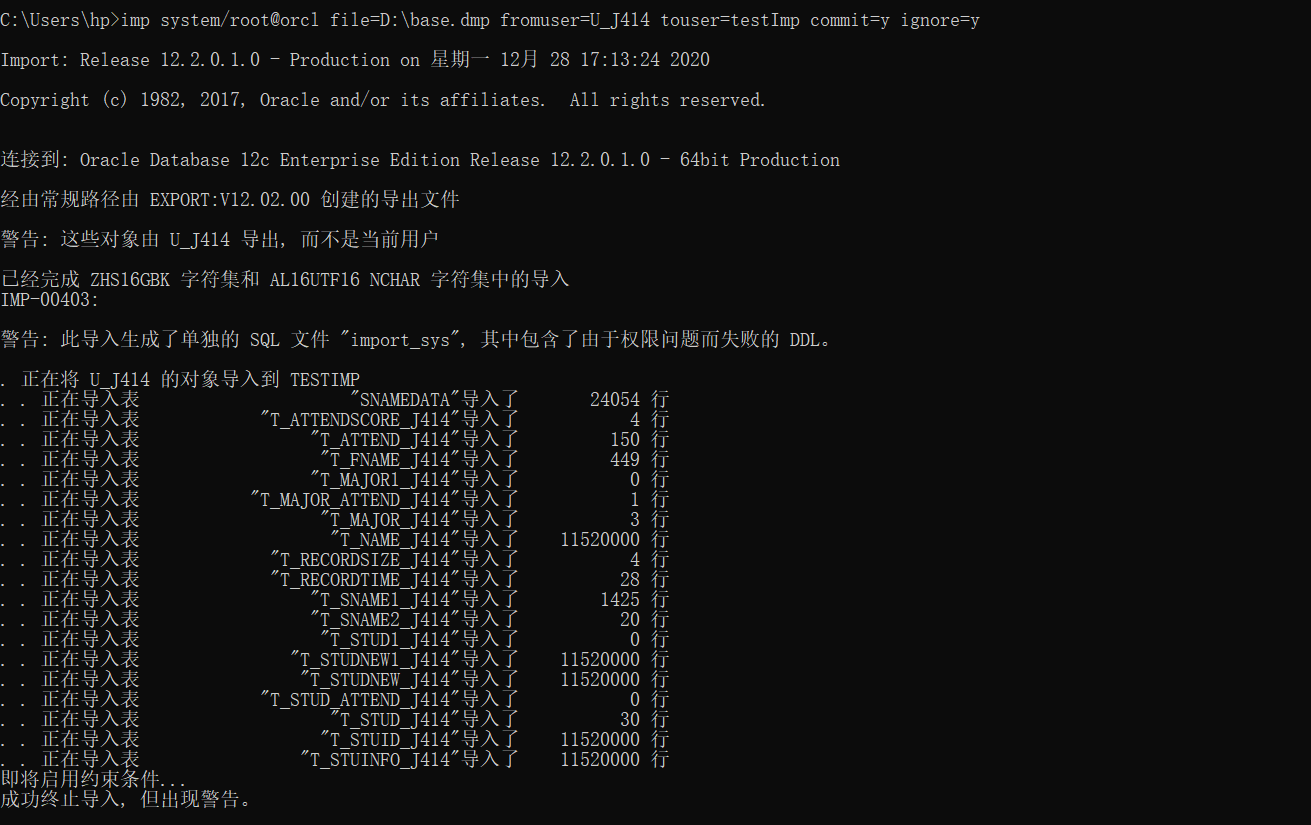 C:\Users\hp>imp system/root@orcl file=D:\base.dmp fromuser=U_J414 touser=testImp commit=y ignore=y
Import: Release 12.2.0.1.0 - Production on 星期一 12月 28 17:13:24 2020
Copyright (c) 1982, 2017, Oracle and/or its affiliates.  All rights reserved.
连接到: Oracle Database 12c Enterprise Edition Release 12.2.0.1.0 - 64bit Production
经由常规路径由 EXPORT:V12.02.00 创建的导出文件
警告: 这些对象由 U_J414 导出, 而不是当前用户
已经完成 ZHS16GBK 字符集和 AL16UTF16 NCHAR 字符集中的导入
IMP-00403:
警告: 此导入生成了单独的 SQL 文件 "import_sys", 其中包含了由于权限问题而失败的 DDL。
. 正在将 U_J414 的对象导入到 TESTIMP
. . 正在导入表 "SNAMEDATA"导入了 24054 行
. . 正在导入表 "T_ATTENDSCORE_J414"导入了 4 行
. . 正在导入表 "T_ATTEND_J414"导入了 150 行
. . 正在导入表 "T_FNAME_J414"导入了 449 行
. . 正在导入表 "T_MAJOR1_J414"导入了 0 行
. . 正在导入表 "T_MAJOR_ATTEND_J414"导入了 1 行
. . 正在导入表 "T_MAJOR_J414"导入了 3 行
. . 正在导入表 "T_NAME_J414"导入了 11520000 行
. . 正在导入表 "T_RECORDSIZE_J414"导入了 4 行
. . 正在导入表 "T_RECORDTIME_J414"导入了 28 行
. . 正在导入表 "T_SNAME1_J414"导入了 1425 行
. . 正在导入表 "T_SNAME2_J414"导入了 20 行
. . 正在导入表 "T_STUD1_J414"导入了 0 行
. . 正在导入表 "T_STUDNEW1_J414"导入了 11520000 行
. . 正在导入表 "T_STUDNEW_J414"导入了 11520000 行
. . 正在导入表 "T_STUD_ATTEND_J414"导入了 0 行
. . 正在导入表 "T_STUD_J414"导入了 30 行
. . 正在导入表 "T_STUID_J414"导入了 11520000 行
. . 正在导入表 "T_STUINFO_J414"导入了 11520000 行
即将启用约束条件...
成功终止导入, 但出现警告。